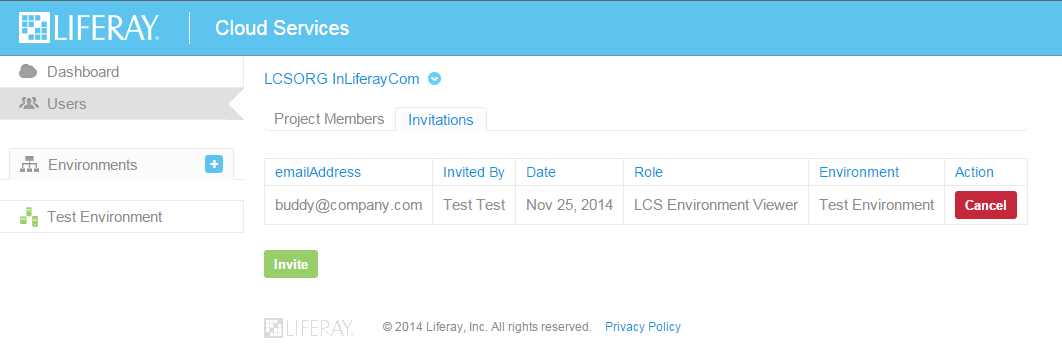 LIFERAY. Cloud Services
Dashboard
Users
Environments
+
Test Environment
LCSORG InLiferayCom
Project Members Invitations
emailAddress Invited By Date Role Environment Action
buddy@company.com Test Test Nov 25, 2014 LCS Environment Viewer Test Environment Cancel
Invite
LIFERAY. © 2014 Liferay, Inc. All rights reserved. Privacy Policy